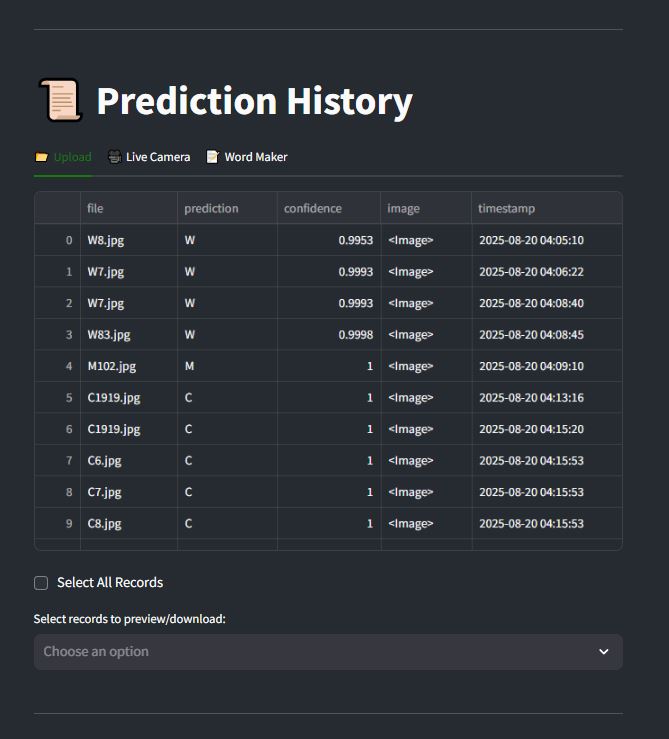 Prediction History
Upload Live Camera Word Maker
file prediction confidence image timestamp
0 W8.jpg W 0.9953 <Image> 2025-08-20 04:05:10
1 W7.jpg W 0.9993 <Image> 2025-08-20 04:06:22
2 W7.jpg W 0.9993 <Image> 2025-08-20 04:08:40
3 W83.jpg W 0.9998 <Image> 2025-08-20 04:08:45
4 M102.jpg M 1 <Image> 2025-08-20 04:09:10
5 C1919.jpg C 1 <Image> 2025-08-20 04:13:16
6 C1919.jpg C 1 <Image> 2025-08-20 04:15:20
7 C6.jpg C 1 <Image> 2025-08-20 04:15:53
8 C7.jpg C 1 <Image> 2025-08-20 04:15:53
9 C8.jpg C 1 <Image> 2025-08-20 04:15:53
Select All Records
Select records to preview/download:
Choose an option